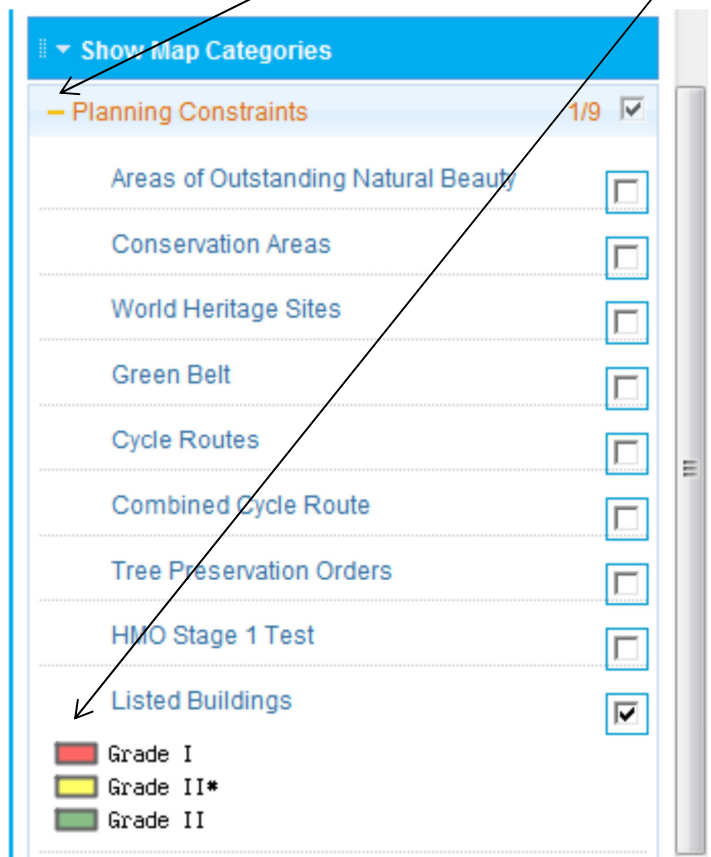 Show Map Categories
Planning Constraints 1/9
Areas of Outstanding Natural Beauty
Conservation Areas
World Heritage Sites
Green Belt
Cycle Routes
Combined Cycle Route
Tree Preservation Orders
HMO Stage 1 Test
Listed Buildings
Grade I
Grade II*
Grade II